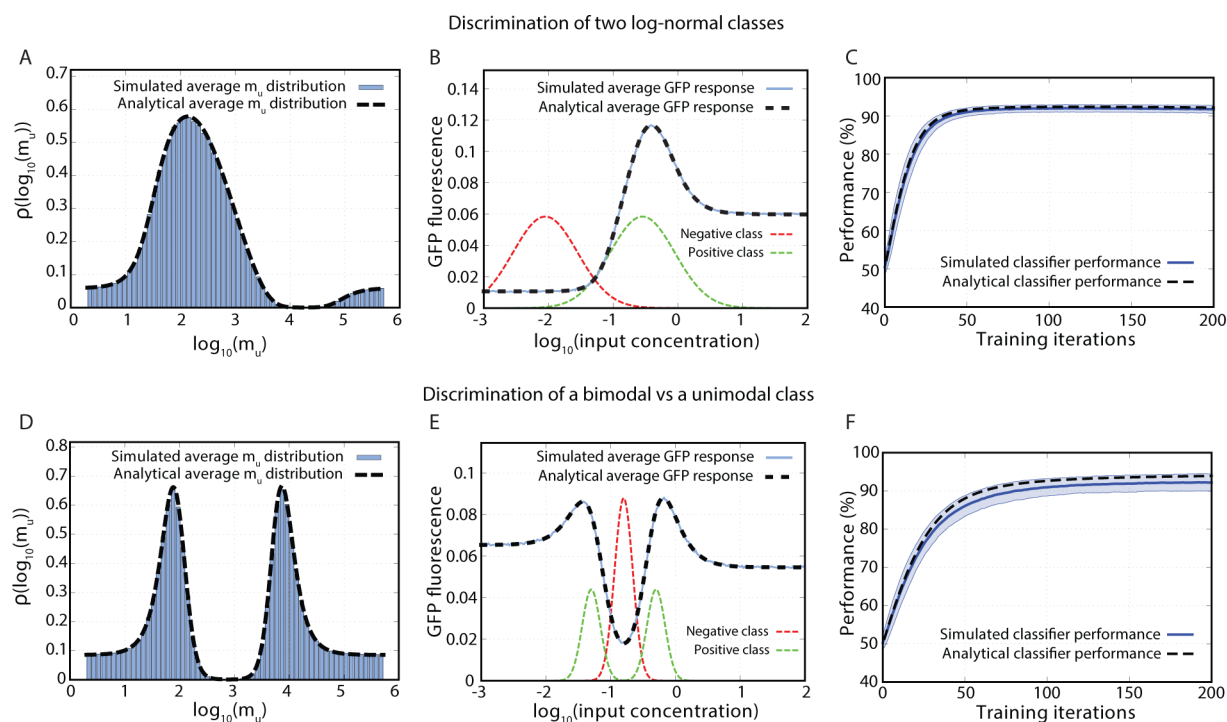 Discrimination of two log-normal classes
A
0.7
0.6
0.5
0.4
0.3
0.2
0.1
0
0
1
2
3
4
5
6
ρ(log10(mu))
log10(mu)
Simulated average mu distribution
Analytical average mu distribution
B
0.14
0.12
0.1
0.08
0.06
0.04
0.02
0
-3
-2
-1
0
1
2
GFP fluorescence
log10(input concentration)
Simulated average GFP response
Analytical average GFP response
Negative class
Positive class
C
100
90
80
70
60
50
40
0
50
100
150
200
Performance (%)
Training iterations
Simulated classifier performance
Analytical classifier performance
Discrimination of a bimodal vs a unimodal class
D
0.8
0.7
0.6
0.5
0.4
0.3
0.2
0.1
0
0
1
2
3
4
5
6
ρ(log10(mu))
log10(mu)
Simulated average mu distribution
Analytical average mu distribution
E
0.1
0.08
0.06
0.04
0.02
0
-3
-2
-1
0
1
2
GFP fluorescence
log10(input concentration)
Simulated average GFP response
Analytical average GFP response
Negative class
Positive class
F
100
90
80
70
60
50
40
0
50
100
150
200
Performance (%)
Training iterations
Simulated classifier performance
Analytical classifier performance